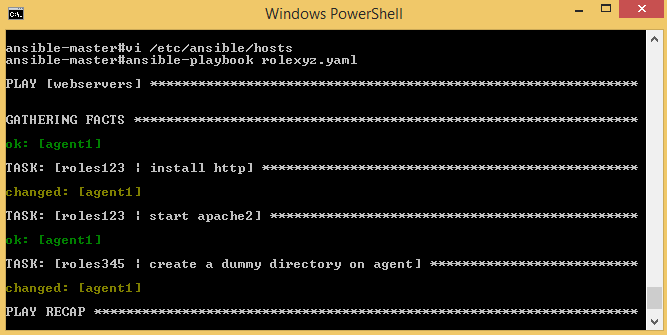 Windows PowerShell
ansible-master#vi /etc/ansible/hosts
ansible-master#ansible-playbook rolexyz.yaml
PLAY [webservers] *************************************************************
GATHERING FACTS ***************************************************************
ok: [agent1]
TASK: [roles123 | install http] ***********************************************
changed: [agent1]
TASK: [roles123 | start apache2] **********************************************
ok: [agent1]
TASK: [roles345 | create a dummy directory on agent] **************************
changed: [agent1]
PLAY RECAP ********************************************************************